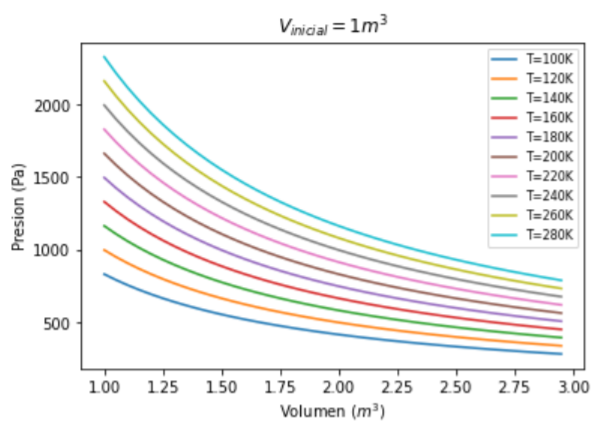 V_inicial = 1m³
T=100K
T=120K
T=140K
T=160K
T=180K
T=200K
T=220K
T=240K
T=260K
T=280K
2000
1500
1000
500
Presion (Pa)
1.00 1.25 1.50 1.75 2.00 2.25 2.50 2.75 3.00
Volumen (m³)